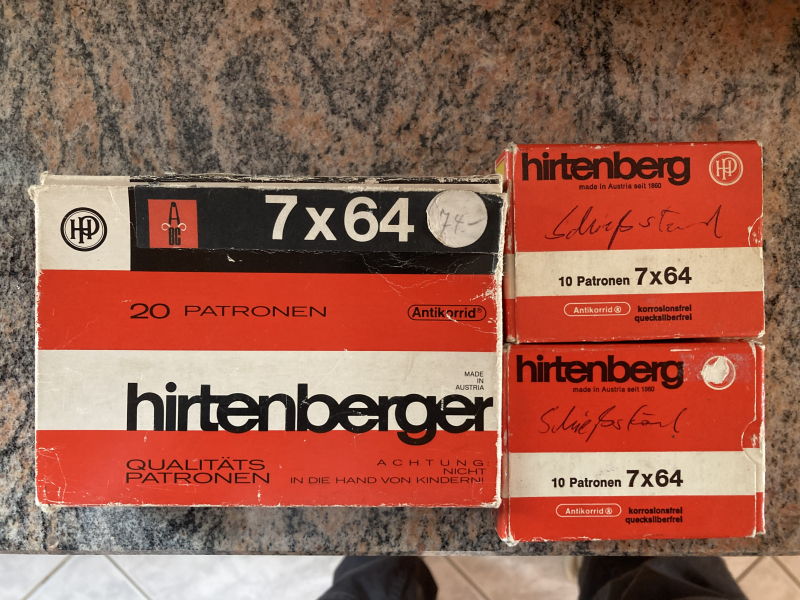 HP
A
BC
7x64
74.-
20 PATRONEN
Antikorrid®
MADE
IN
AUSTRIA
hirtenberger
QUALITÄTS
PATRONEN
ACHTUNG
NICHT
IN DIE HAND VON KINDERN!
hirtenberg
HP
made in Austria seit 1860
Schießstand
10 Patronen 7x64
Antikorrid®
korrosionsfrei
quecksilberfrei
hirtenberg
made in Austria seit 1860
Schießstand
10 Patronen 7x64
Antikorrid®
korrosionsfrei
quecksilberfrei